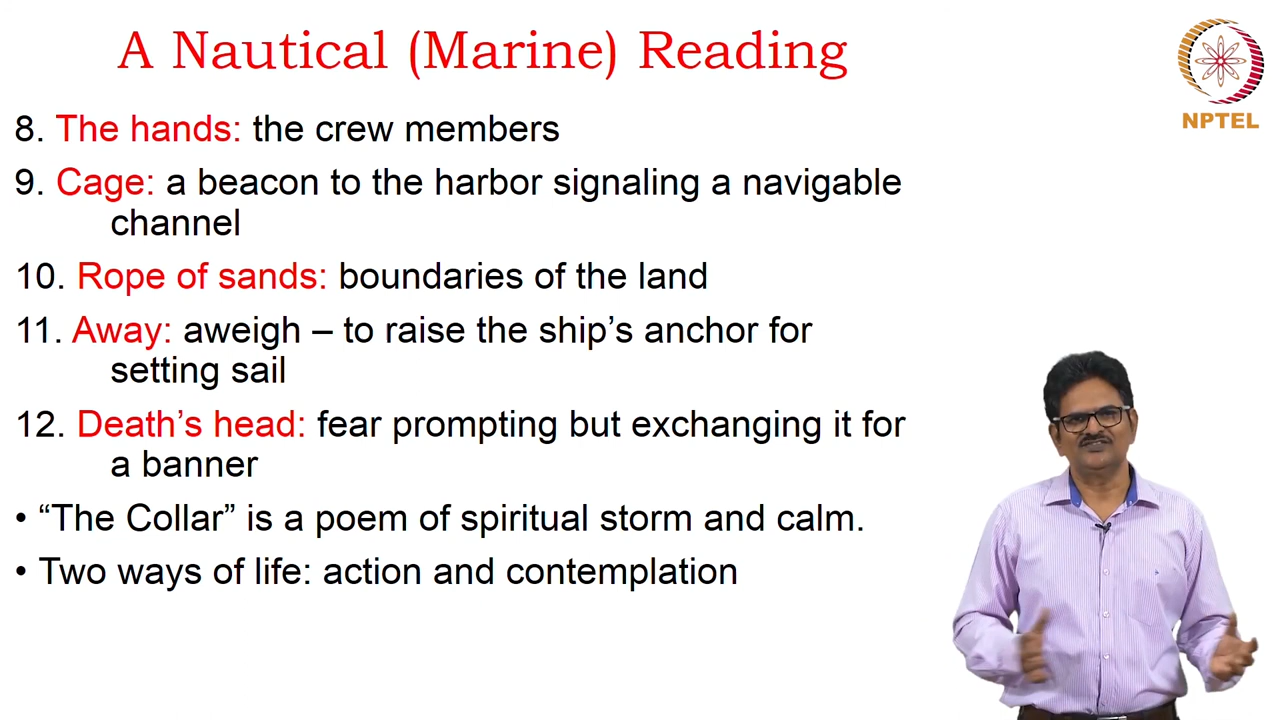 A Nautical (Marine) Reading
NPTEL
8. The hands: the crew members
9. Cage: a beacon to the harbor signaling a navigable
channel
10. Rope of sands: boundaries of the land
11. Away: aweigh – to raise the ship’s anchor for
setting sail
12. Death’s head: fear prompting but exchanging it for
a banner
• “The Collar” is a poem of spiritual storm and calm.
• Two ways of life: action and contemplation